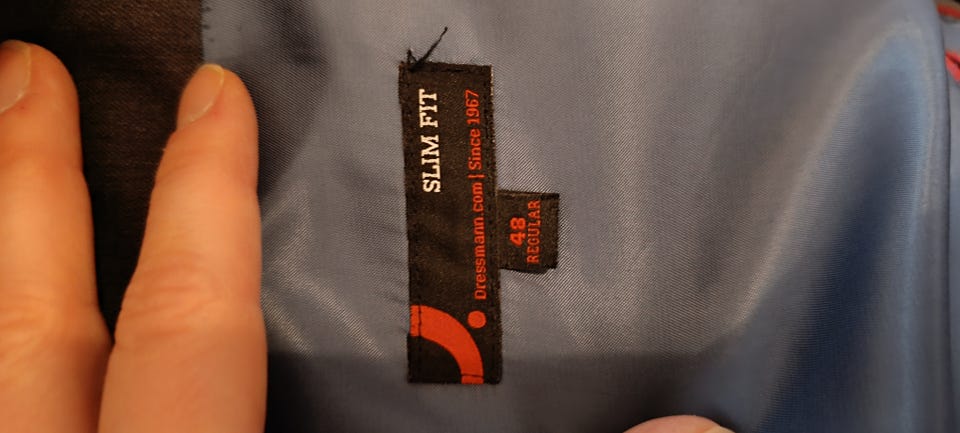 SLIM FIT
Dressmann.com | Since 1967
48
REGULAR